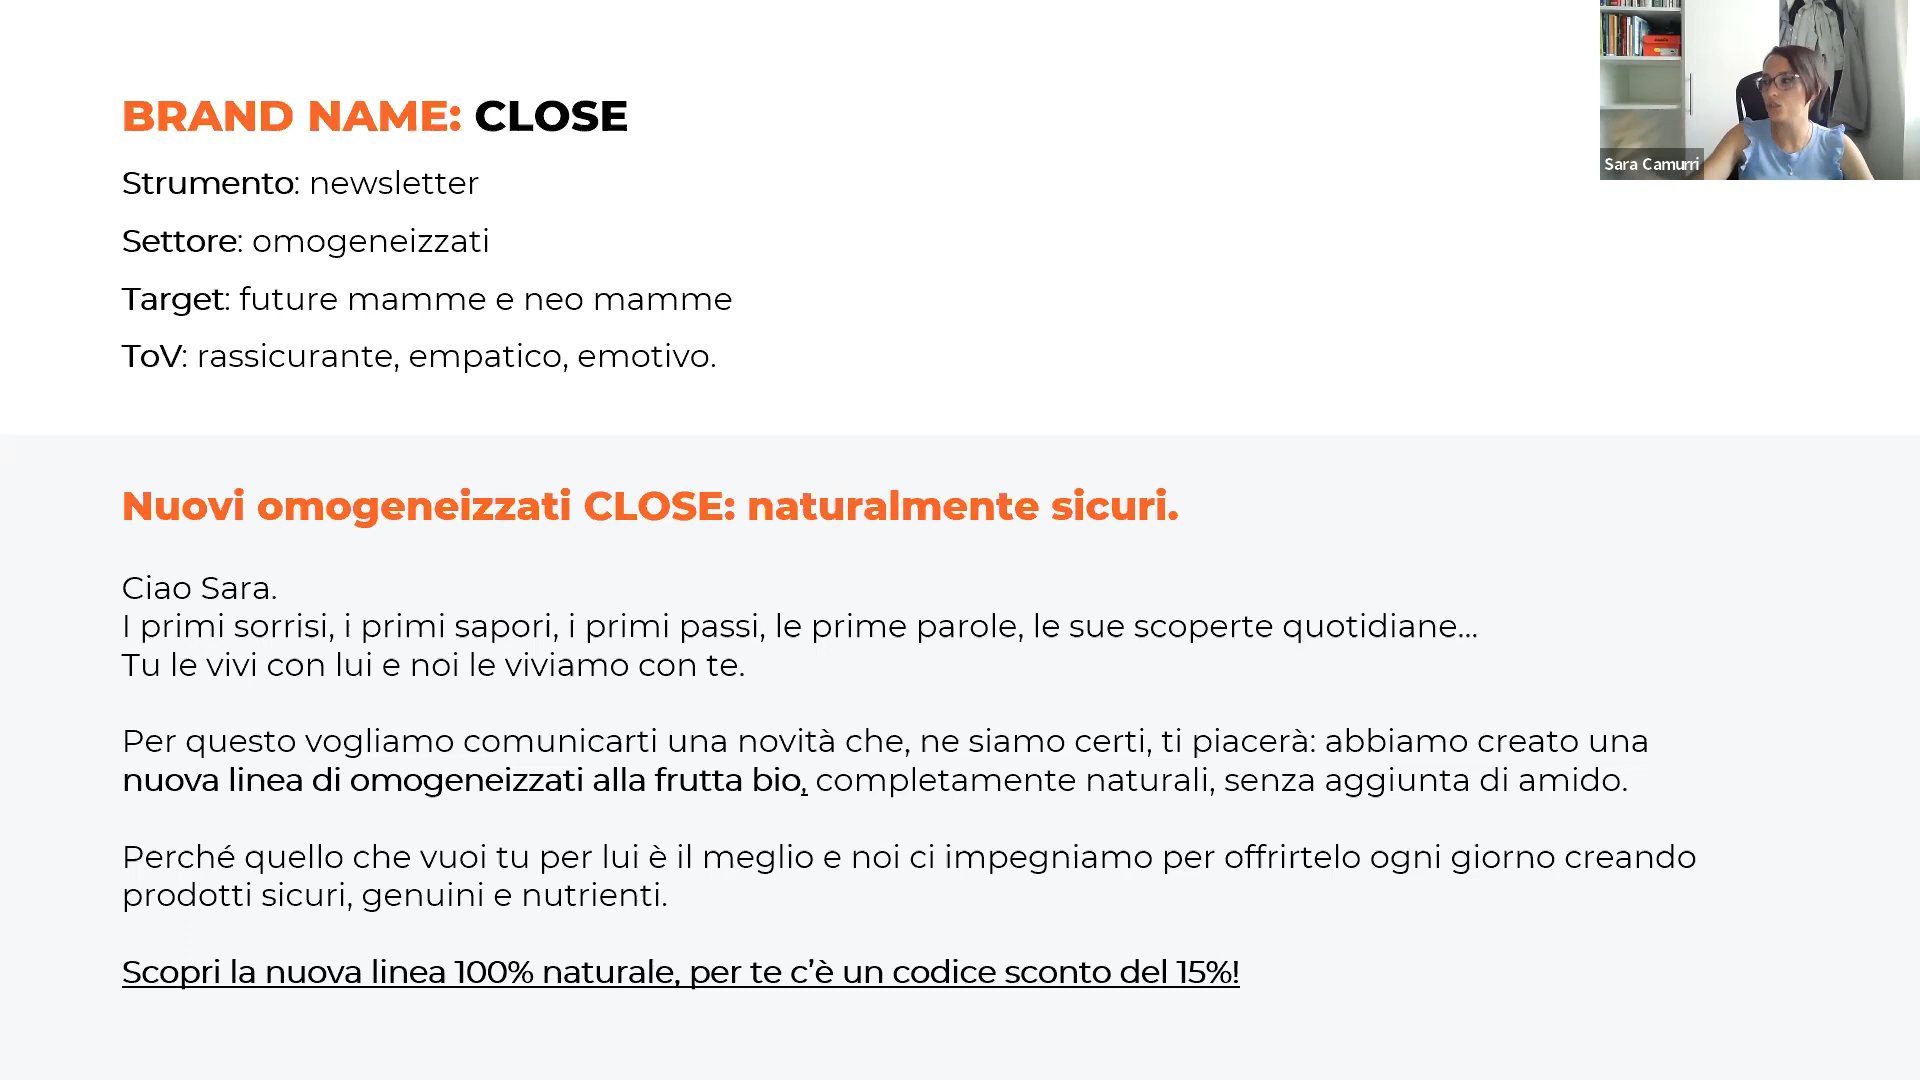 BRAND NAME: CLOSE
Strumento: newsletter
Settore: omogeneizzati
Target: future mamme e neo mamme
ToV: rassicurante, empatico, emotivo.
Sara Camurri
Nuovi omogeneizzati CLOSE: naturalmente sicuri.
Ciao Sara.
I primi sorrisi, i primi sapori, i primi passi, le prime parole, le sue scoperte quotidiane...
Tu le vivi con lui e noi le viviamo con te.
Per questo vogliamo comunicarti una novità che, ne siamo certi, ti piacerà: abbiamo creato una
nuova linea di omogeneizzati alla frutta bio, completamente naturali, senza aggiunta di amido.
Perché quello che vuoi tu per lui è il meglio e noi ci impegniamo per offrirtelo ogni giorno creando
prodotti sicuri, genuini e nutrienti.
Scopri la nuova linea 100% naturale, per te c’è un codice sconto del 15%!